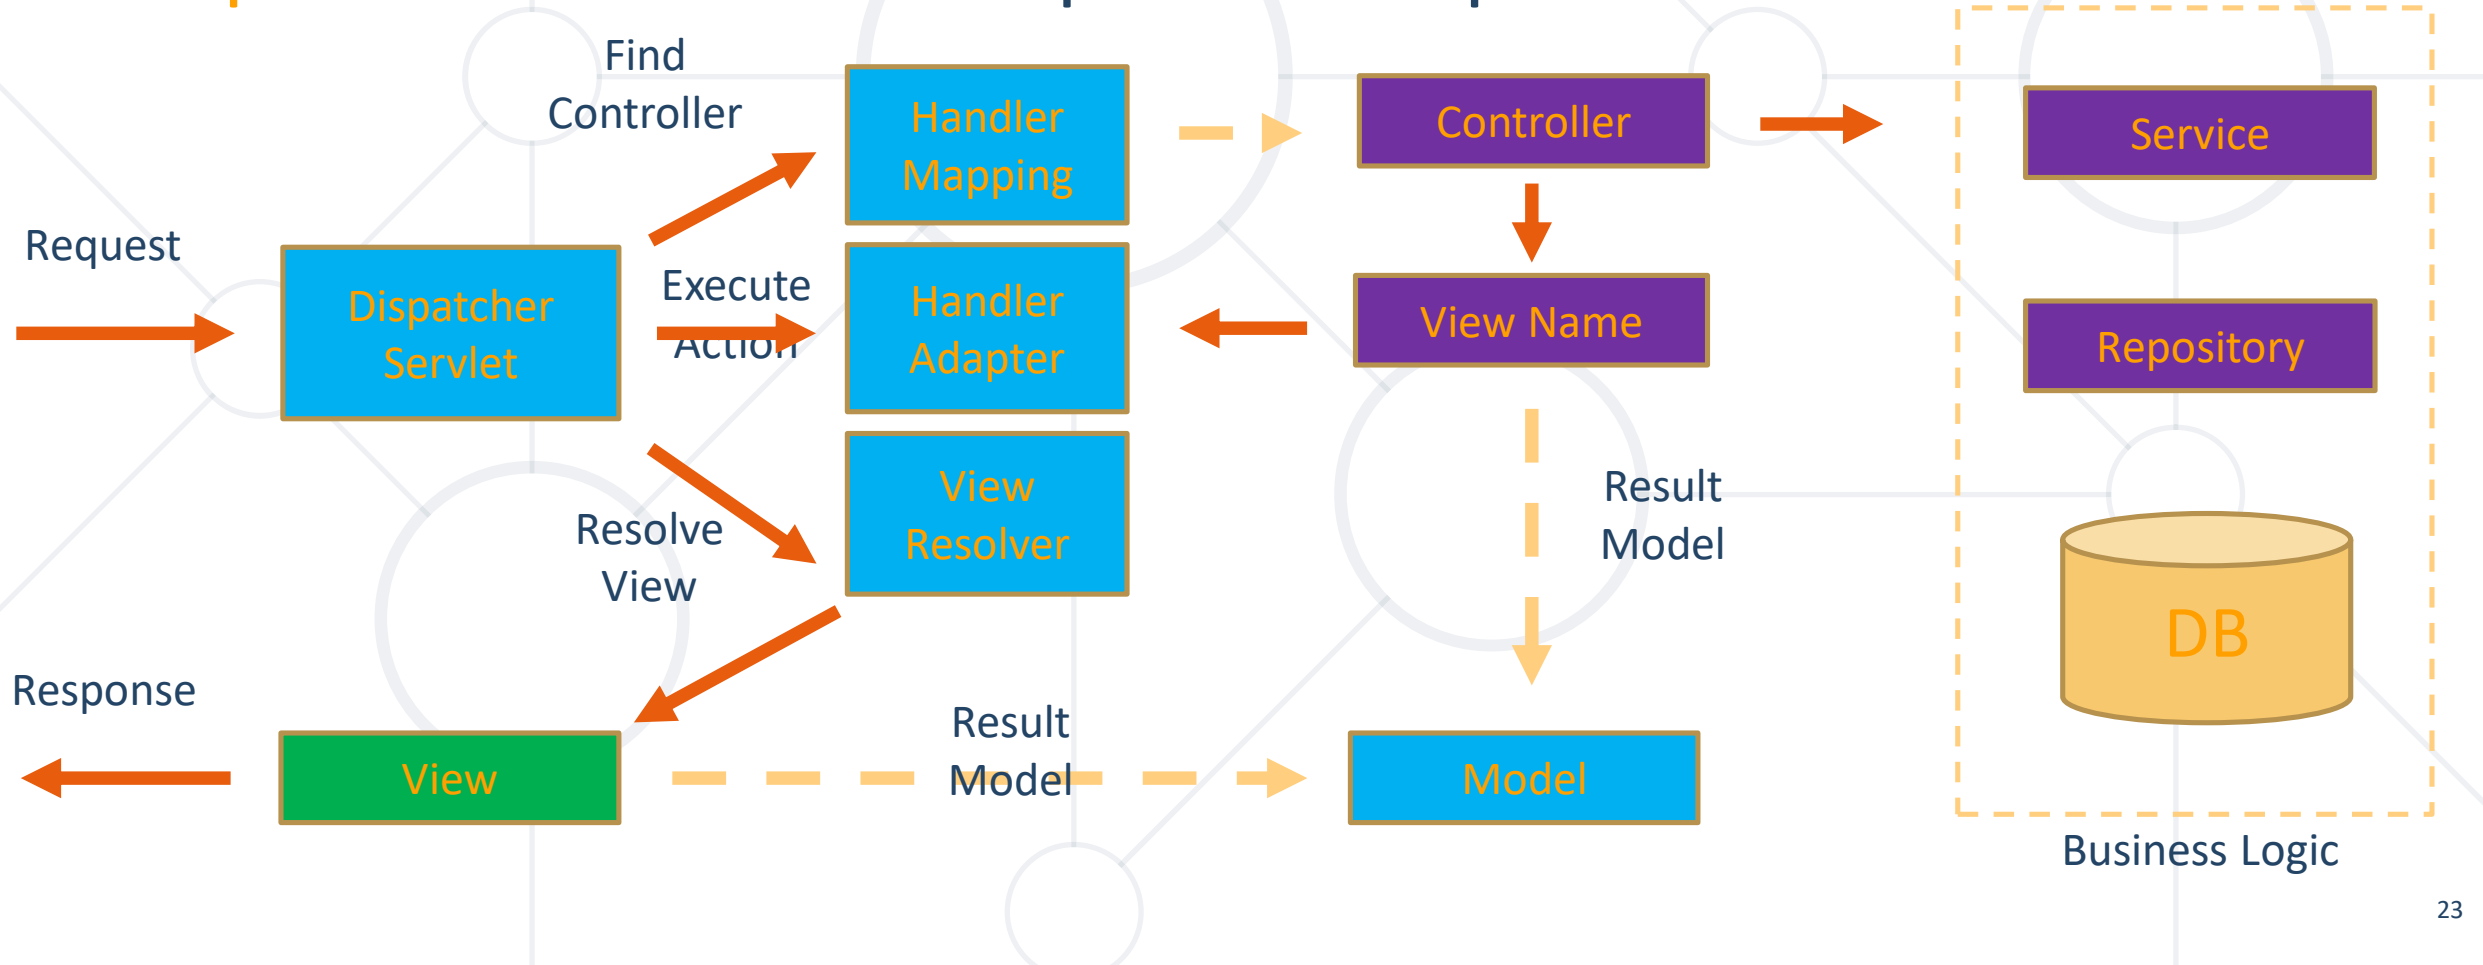 Find
Controller
Handler
Mapping
Controller
Service
Request
Dispatcher
Servlet
Execute
Action
Handler
Adapter
View Name
Repository
Resolve
View
View
Resolver
Result
Model
DB
Response
View
Result
Model
Model
Business Logic
23